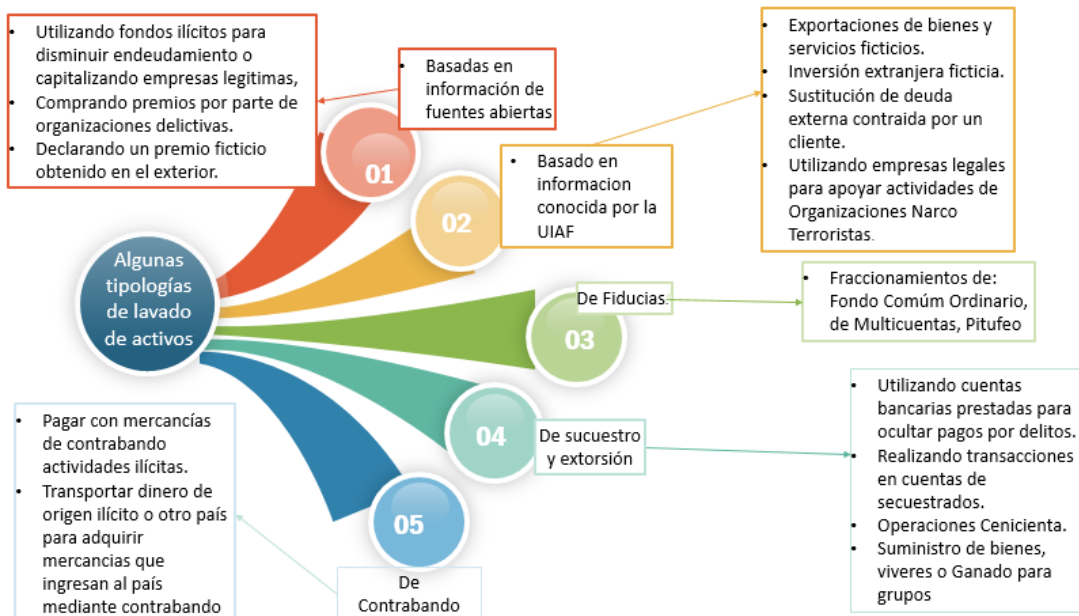 Algunas
tipologías
de lavado
de activos
01
• Basadas en
información de
fuentes abiertas
• Utilizando fondos ilícitos para
disminuir endeudamiento o
capitalizando empresas legitimas,
• Comprando premios por parte de
organizaciones delictivas.
• Declarando un premio ficticio
obtenido en el exterior.
02
• Basado en
informacion
conocida por la
UIAF
• Exportaciones de bienes y
servicios ficticios.
• Inversión extranjera ficticia.
• Sustitución de deuda
externa contraida por un
cliente.
• Utilizando empresas legales
para apoyar actividades de
Organizaciones Narco
Terroristas.
03
De Fiducias.
• Fraccionamientos de:
Fondo Comúm Ordinario,
de Multicuentas, Pitufeo
04
De sucuestro
y extorsión
• Utilizando cuentas
bancarias prestadas para
ocultar pagos por delitos.
• Realizando transacciones
en cuentas de
secuestrados.
• Operaciones Cenicienta.
• Suministro de bienes,
viveres o Ganado para
grupos
05
De
Contrabando
• Pagar con mercancías
de contrabando
actividades ilícitas.
• Transportar dinero de
origen ilícito o otro país
para adquirir
mercancias que
ingresan al país
mediante contrabando